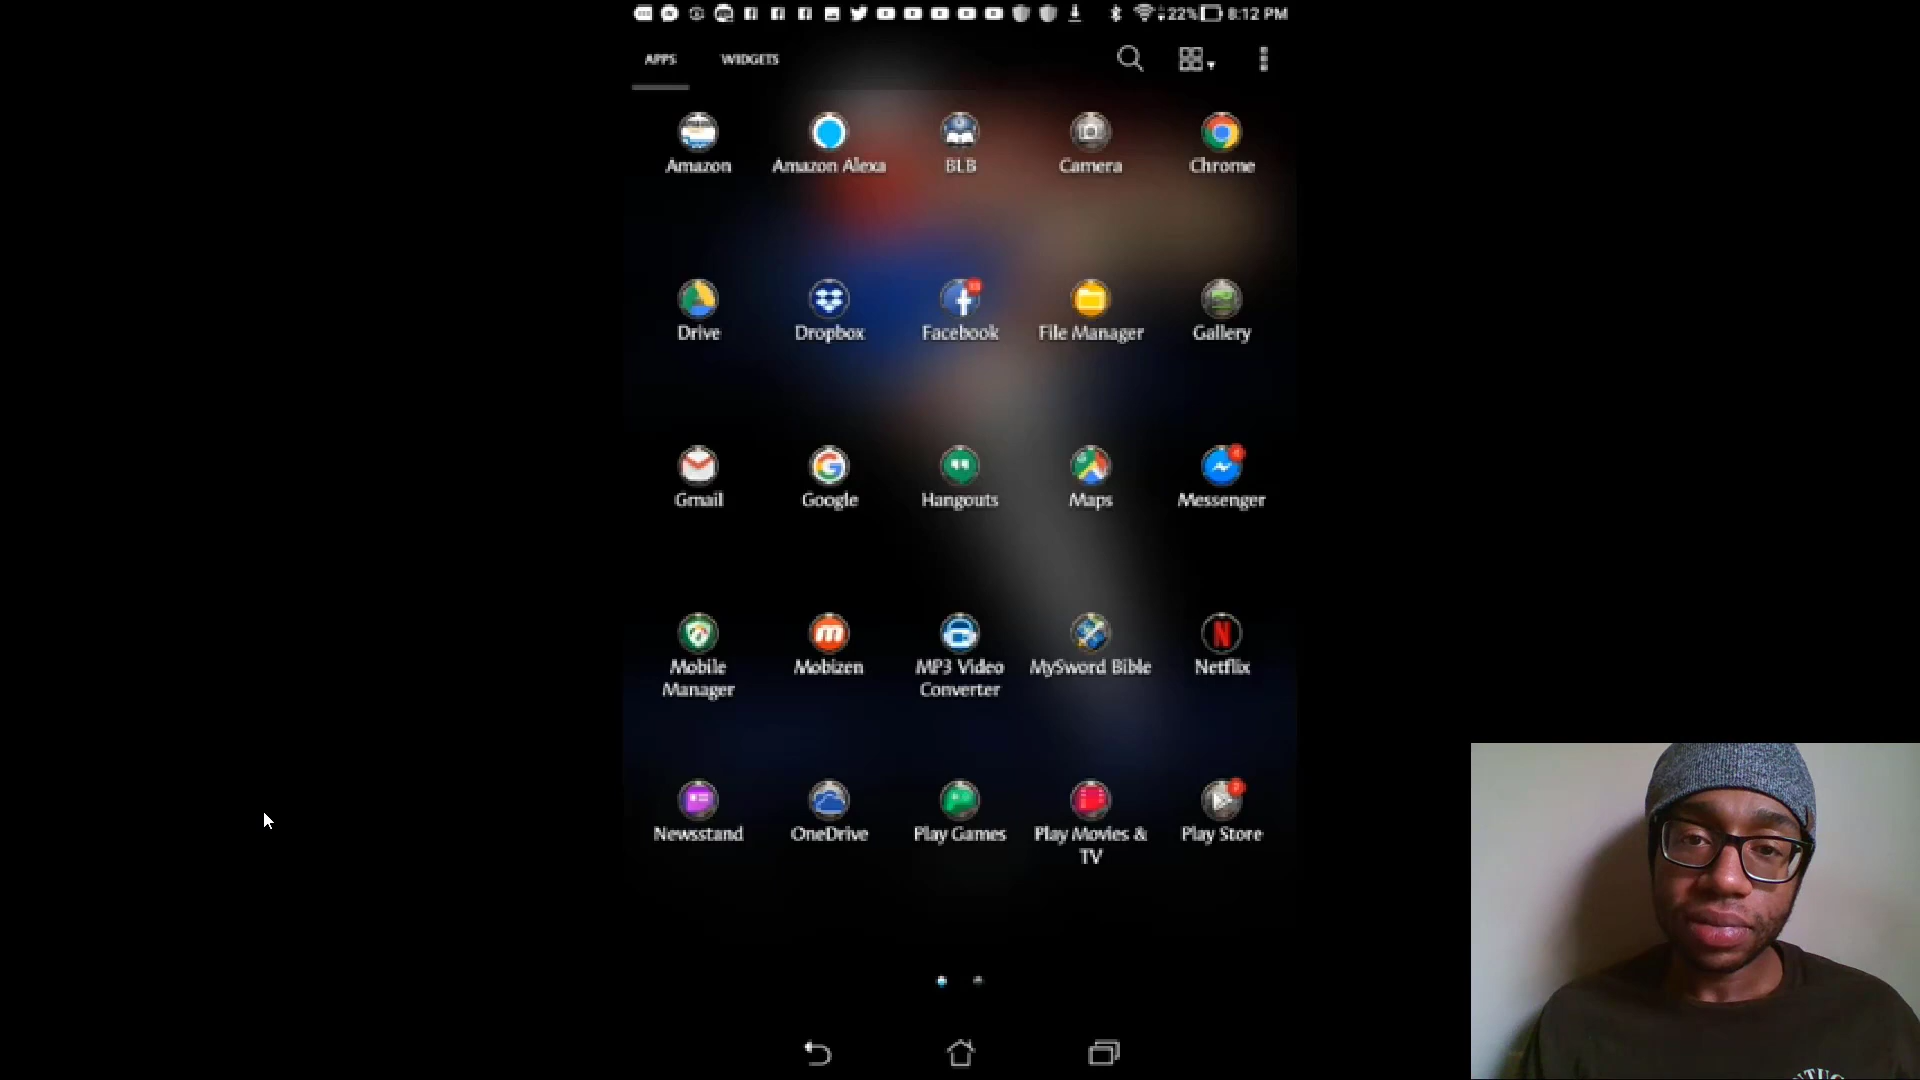 22% 8:12 PM
APPS WIDGETS
Amazon Amazon Alexa BLB Camera Chrome
Drive Dropbox Facebook File Manager Gallery
Gmail Google Hangouts Maps Messenger
Mobile Manager Mobizen MP3 Video Converter MySword Bible Netflix
Newsstand OneDrive Play Games Play Movies & TV Play Store